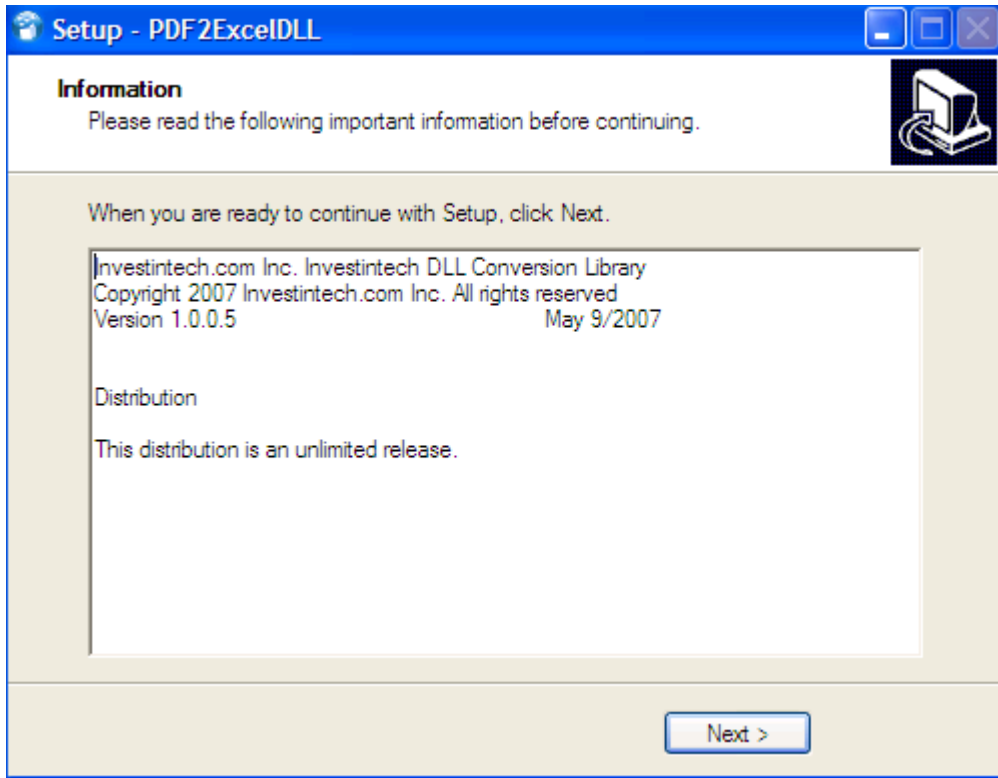 Setup - PDF2ExcelDLL
Information
Please read the following important information before continuing.
When you are ready to continue with Setup, click Next.
Investintech.com Inc. Investintech DLL Conversion Library
Copyright 2007 Investintech.com Inc. All rights reserved
Version 1.0.0.5 May 9/2007
Distribution
This distribution is an unlimited release.
Next >